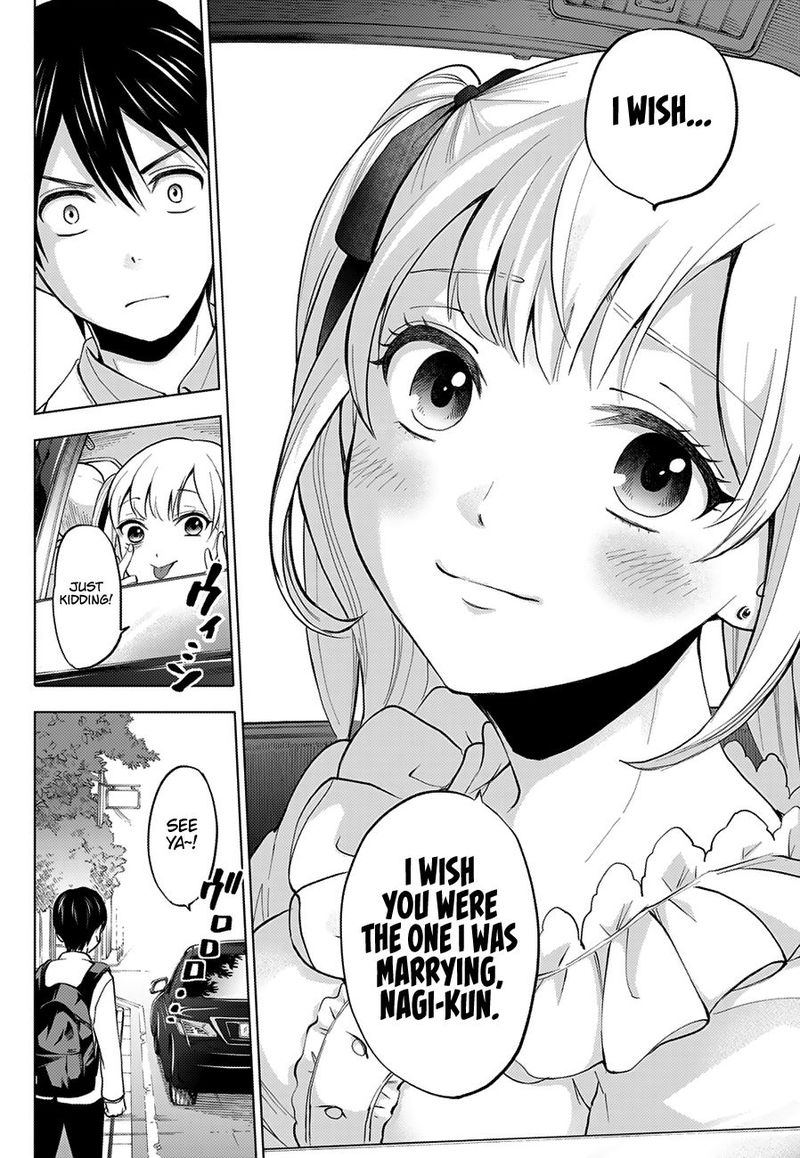 I WISH...
I WISH
YOU WERE
THE ONE I WAS
MARRYING,
NAGI-KUN.
JUST
KIDDING!
ウィーン
SEE
YA~!
ブロロロ...